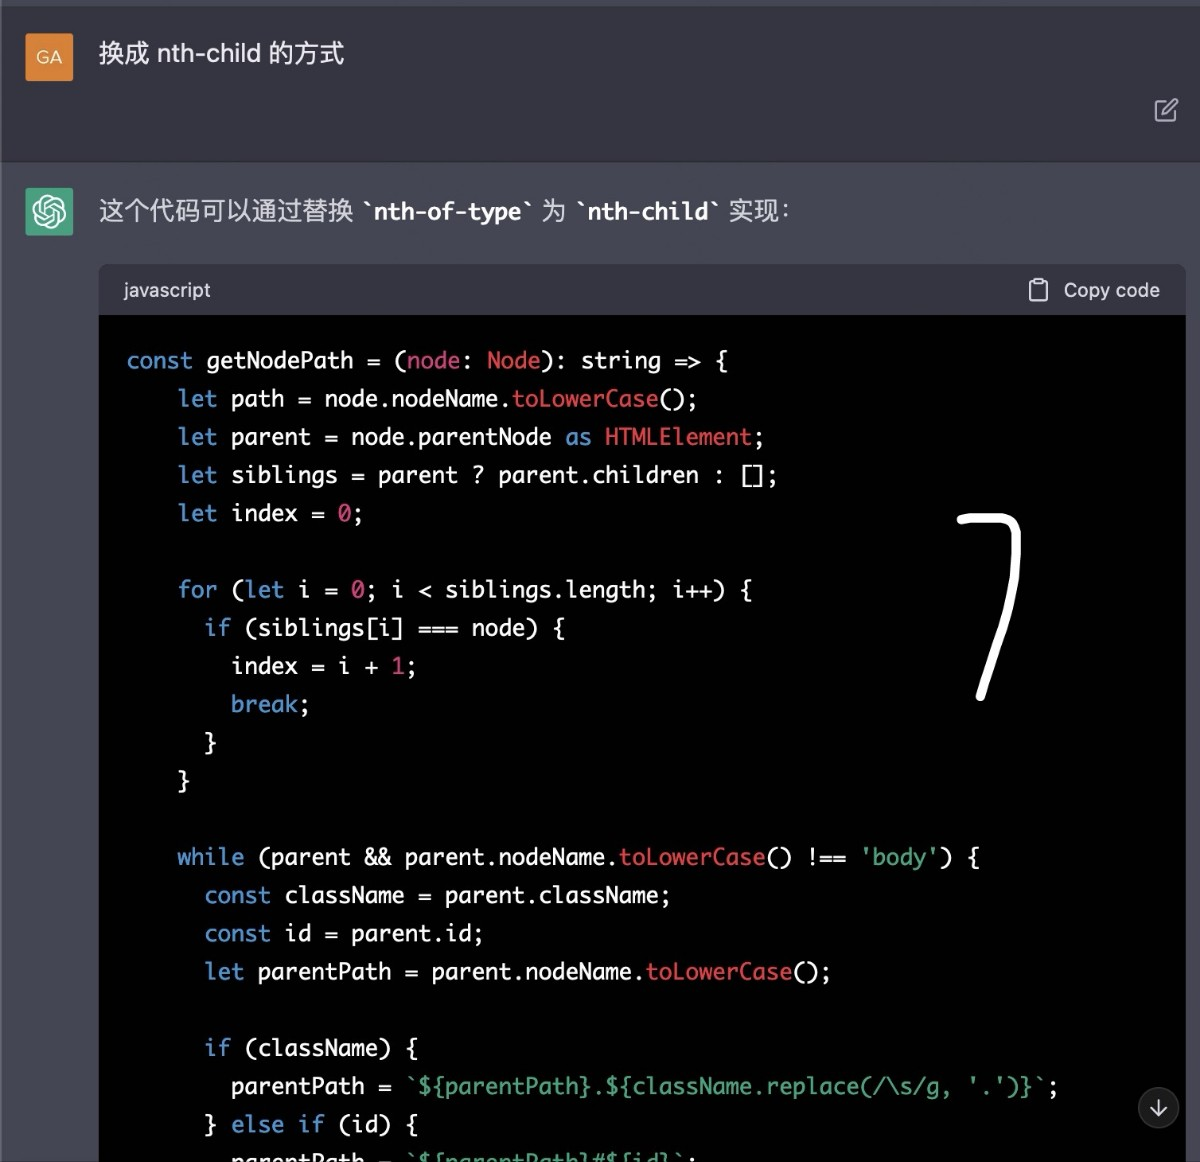 GA
换成 nth-child 的方式
这个代码可以通过替换 `nth-of-type` 为 `nth-child` 实现：
javascript
Copy code
const getNodePath = (node: Node): string => {
    let path = node.nodeName.toLowerCase();
    let parent = node.parentNode as HTMLElement;
    let siblings = parent ? parent.children : [];
    let index = 0;
    for (let i = 0; i < siblings.length; i++) {
      if (siblings[i] === node) {
        index = i + 1;
        break;
      }
    }
7
    while (parent && parent.nodeName.toLowerCase() !== 'body') {
      const className = parent.className;
      const id = parent.id;
      let parentPath = parent.nodeName.toLowerCase();
      if (className) {
        parentPath = `${parentPath}.${className.replace(/\s/g, '.')}`;
      } else if (id) {
        parentPath = `${parentPath}#${id}`;